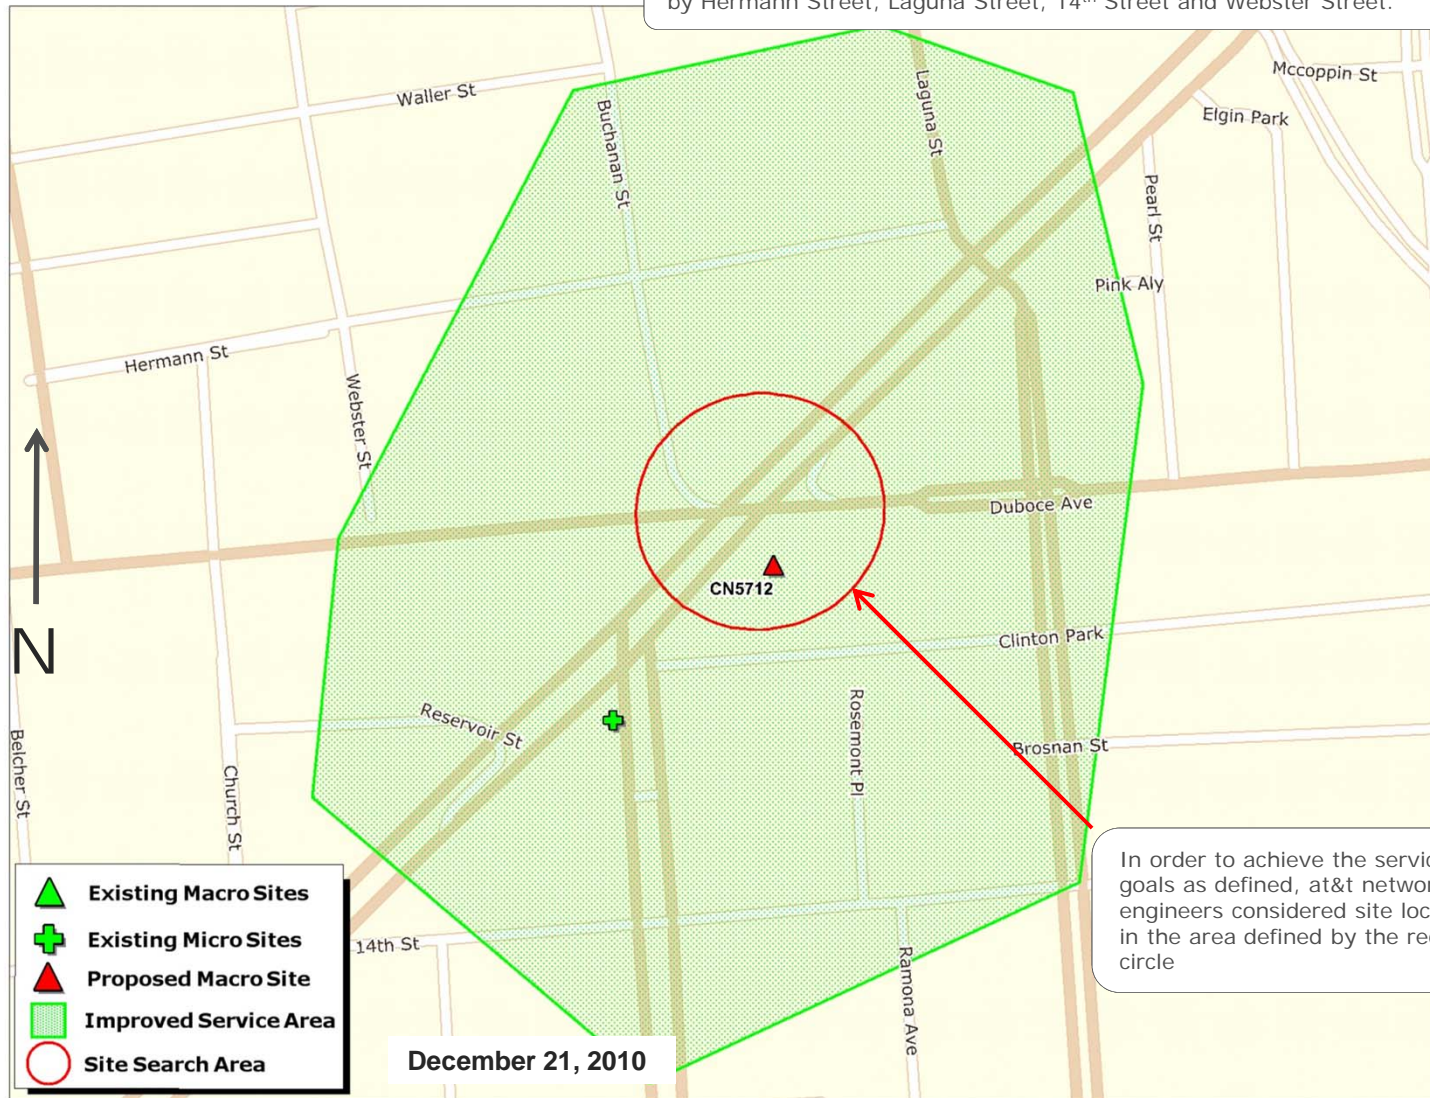 by Hermann Street, Laguna Street, 14th Street and Webster Street.
Mccoppin St
Waller St
Elgin Park
Laguna St
Buchanan St
Pearl St
Pink Aly
Hermann St
Webster St
Duboce Ave
CN5712
Clinton Park
N
Rosemont Pl
Reservoir St
Brosnan St
Belcher St
Church St
In order to achieve the servic
goals as defined, at&t networ
engineers considered site loc
in the area defined by the re
circle
Existing Macro Sites
Existing Micro Sites
Proposed Macro Site
Improved Service Area
Site Search Area
14th St
Ramona Ave
December 21, 2010